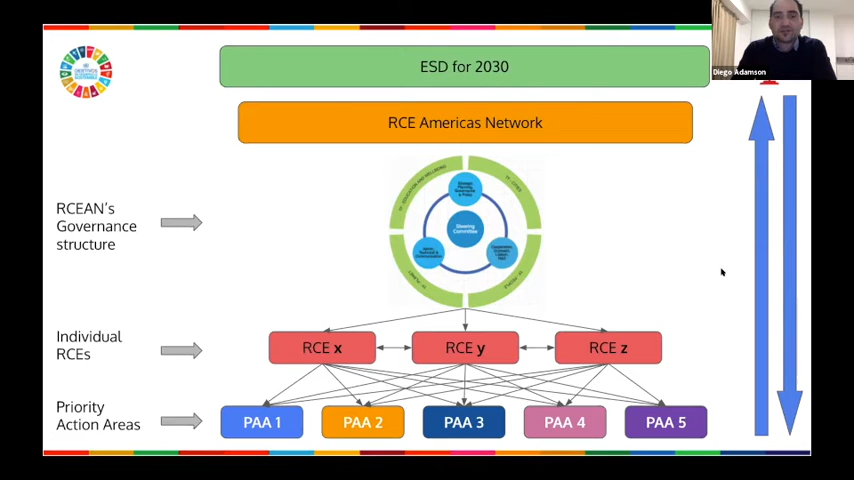 Diego Adamson
ESD for 2030
RCE Americas Network
RCEAN's
Governance
structure
Steering
Committee
Individual
RCEs
RCE x
RCE y
RCE z
Priority
Action Areas
PAA 1
PAA 2
PAA 3
PAA 4
PAA 5